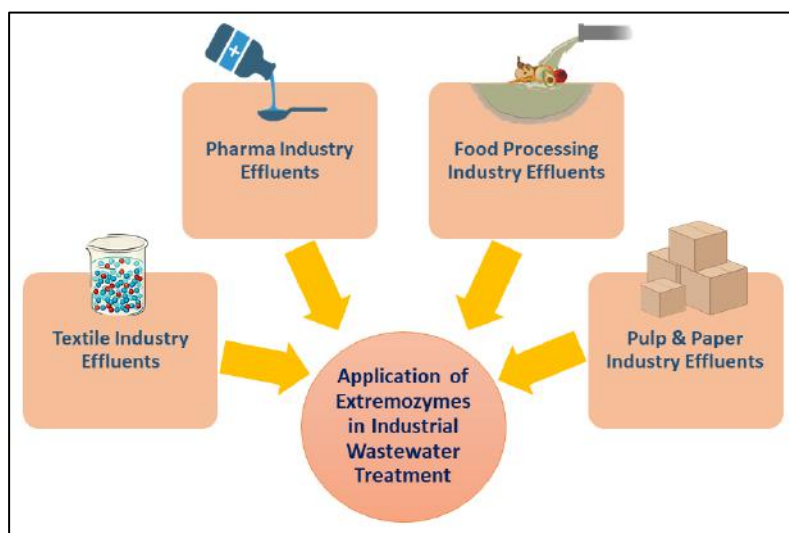 Pharma Industry
Effluents
Food Processing
Industry Effluents
Textile Industry
Effluents
Pulp & Paper
Industry Effluents
Application of
Extremozymes
in Industrial
Wastewater
Treatment